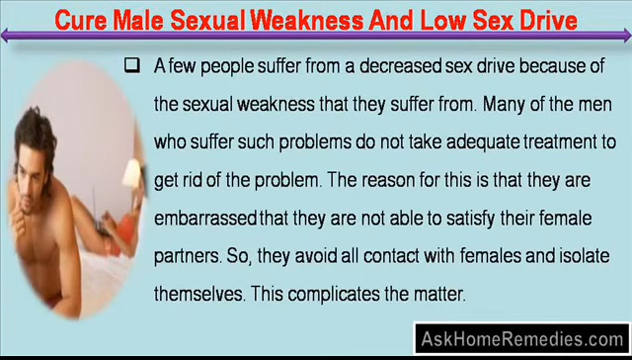 Cure Male Sexual Weakness And Low Sex Drive
A few people suffer from a decreased sex drive because of
the sexual weakness that they suffer from. Many of the men
who suffer such problems do not take adequate treatment to
get rid of the problem. The reason for this is that they are
embarrassed that they are not able to satisfy their female
partners. So, they avoid all contact with females and isolate
themselves. This complicates the matter.
AskHomeRemedies.com